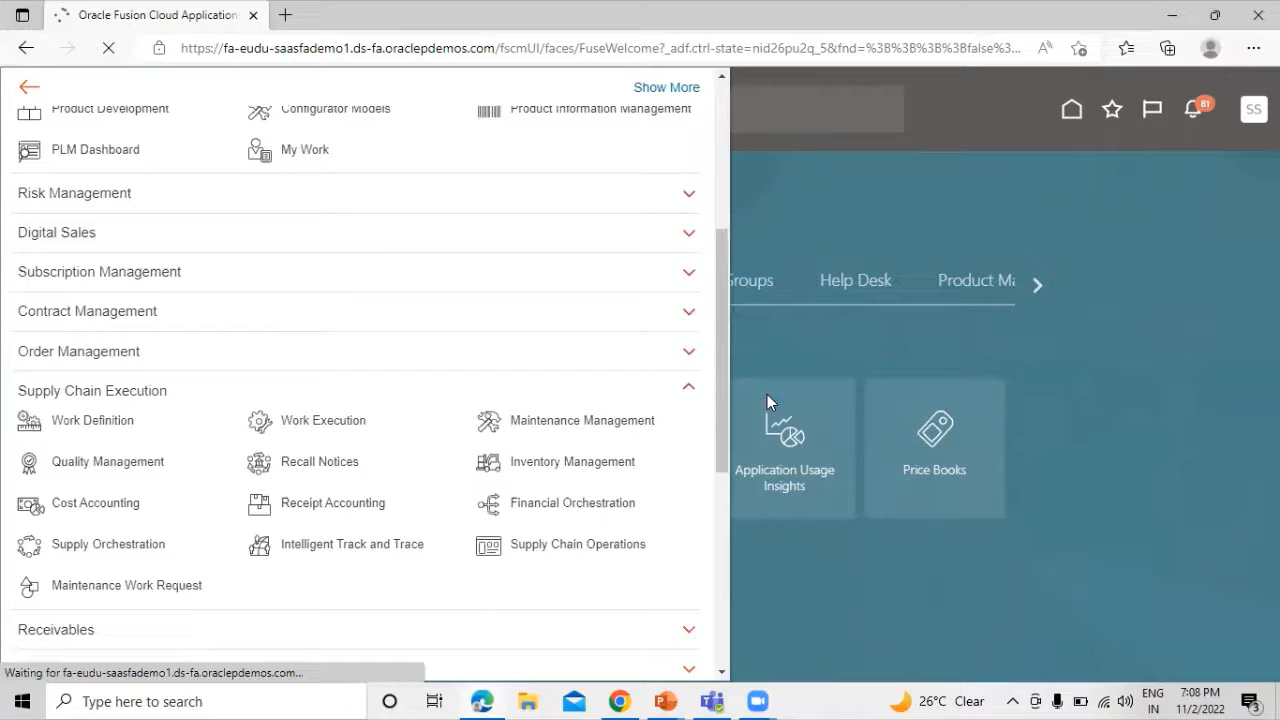 Oracle Fusion Cloud Application
https://fa-eudu-saasfademo1.ds-fa.oraclepdemos.com/fscmUI/faces/FuseWelcome?_adf.ctrl-state=nid26pu2q_5&fnd=%3B%3B%3B%3Bfalse%3...
Show More
81
SS
Product Development
Configurator Models
Product Information Management
PLM Dashboard
My Work
Risk Management
Digital Sales
Subscription Management
Groups
Help Desk
Product Ma
Contract Management
Order Management
Supply Chain Execution
Work Definition
Work Execution
Maintenance Management
Quality Management
Recall Notices
Inventory Management
Application Usage
Insights
Price Books
Cost Accounting
Receipt Accounting
Financial Orchestration
Supply Orchestration
Intelligent Track and Trace
Supply Chain Operations
Maintenance Work Request
Receivables
Waiting for fa-eudu-saasfademo1.ds-fa.oraclepdemos.com...
Type here to search
26°C Clear
ENG
IN
7:08 PM
11/2/2022
3